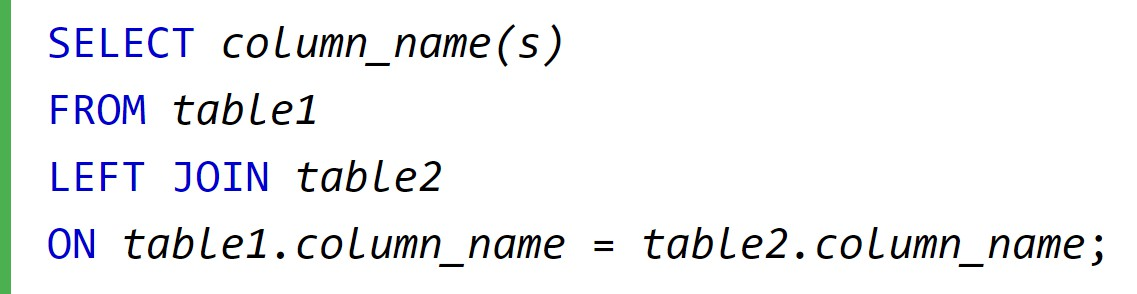 SELECT column_name(s)
FROM table1
LEFT JOIN table2
ON table1.column_name = table2.column_name;